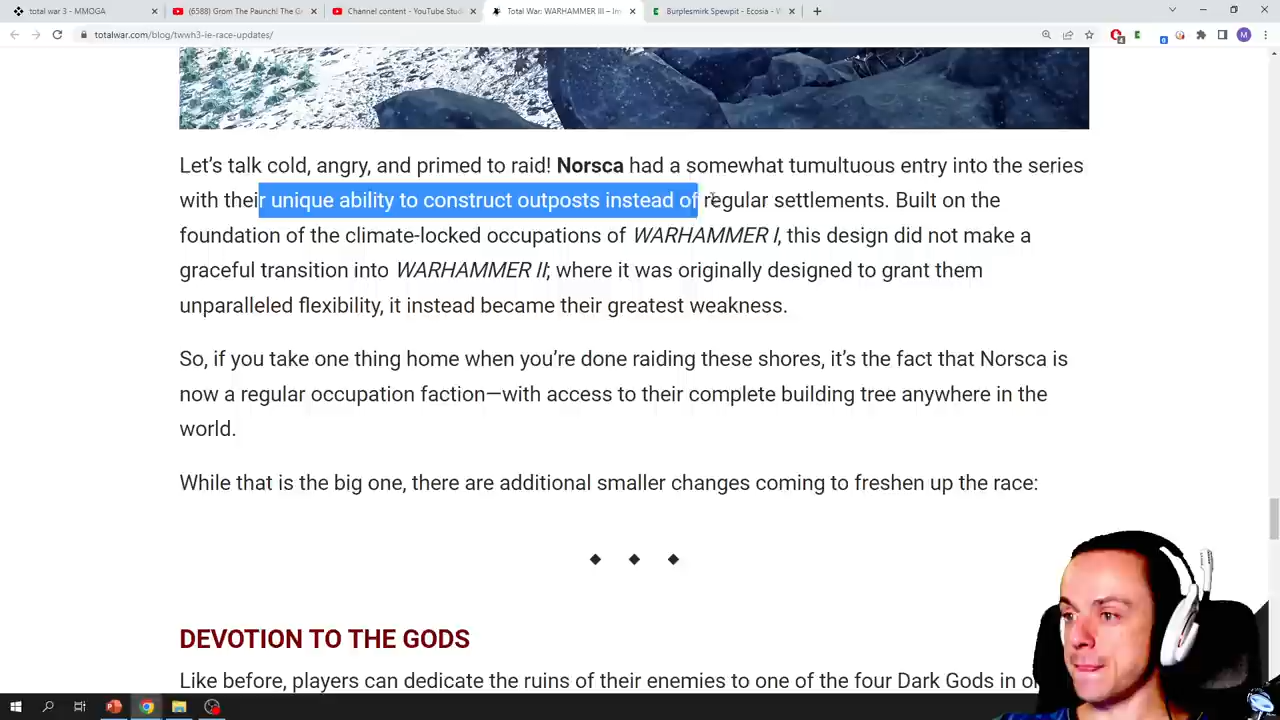 total war 3 - MMOGA
(6588) Grom The Paunch! The G
Channel content - YouTube Stud
Total War: WARHAMMER III – Im
Burplesmirk Spewpit - Ecosia - W
totalwar.com/blog/twwh3-ie-race-updates/
Let’s talk cold, angry, and primed to raid! Norsca had a somewhat tumultuous entry into the series
with their unique ability to construct outposts instead of regular settlements. Built on the
foundation of the climate-locked occupations of WARHAMMER I, this design did not make a
graceful transition into WARHAMMER II; where it was originally designed to grant them
unparalleled flexibility, it instead became their greatest weakness.
So, if you take one thing home when you’re done raiding these shores, it’s the fact that Norsca is
now a regular occupation faction—with access to their complete building tree anywhere in the
world.
While that is the big one, there are additional smaller changes coming to freshen up the race:
DEVOTION TO THE GODS
Like before, players can dedicate the ruins of their enemies to one of the four Dark Gods in o